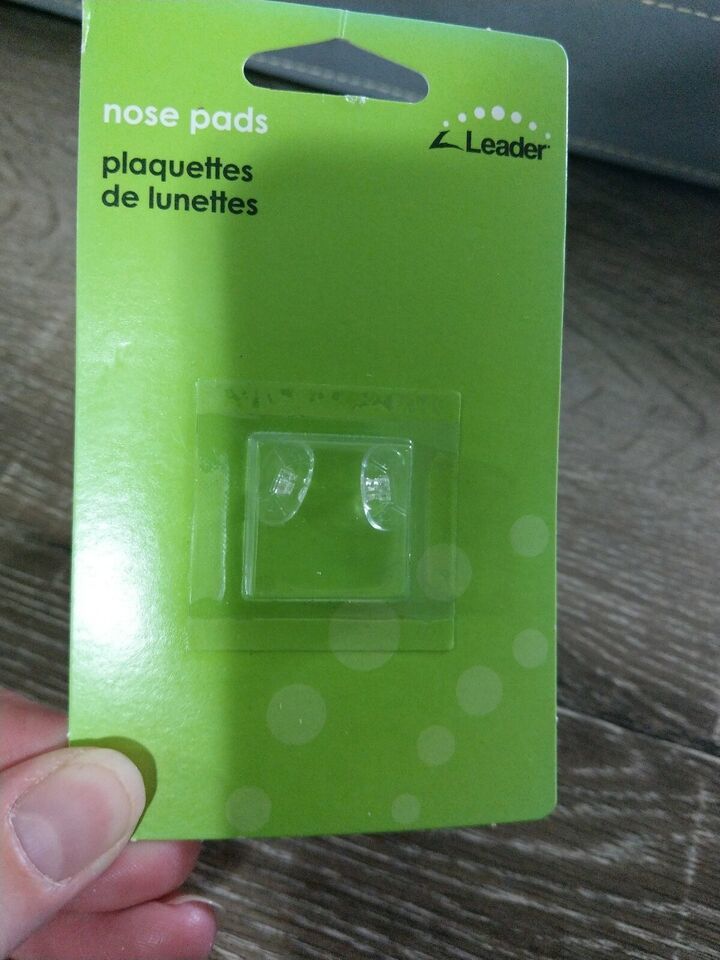 nose pads
Leader
plaquettes
de lunettes